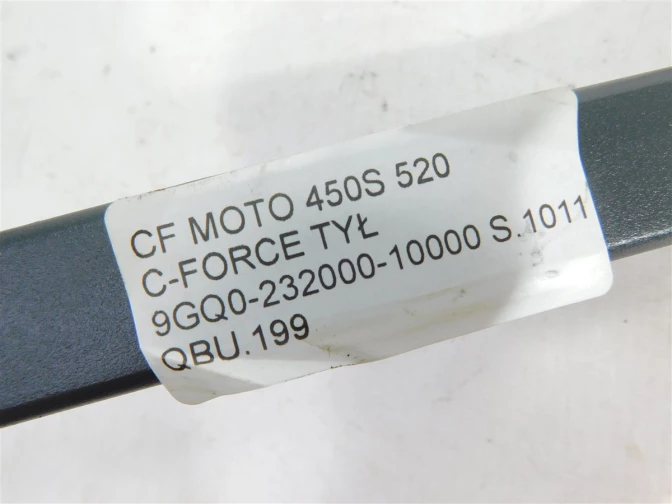 CF MOTO 450S 520
C-FORCE TYŁ
9GQ0-232000-10000 S.1011
QBU.199